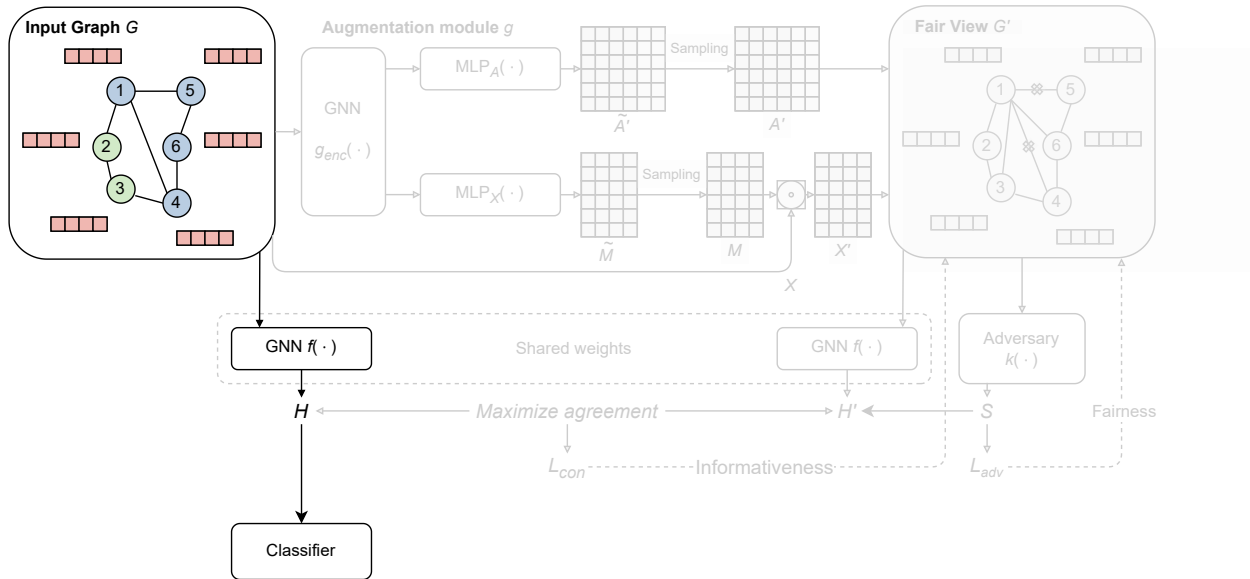 Input Graph G
Augmentation module g
Fair View G'
1
5
2
6
3
4
GNN
g_enc(·)
MLP_A(·)
MLP_X(·)
Ã'
Sampling
A'
M̃
Sampling
M
X'
X
1
5
2
6
3
4
GNN f(·)
Shared weights
GNN f(·)
Adversary
k(·)
H
Maximize agreement
H'
S
Fairness
L_con
Informativeness
L_adv
Classifier